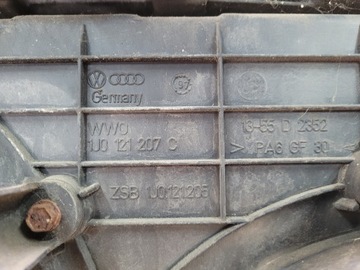 Germany
WWO
1J0 121 207 C
ZSB 1J0121205
13-55 D 2352
> PA6 GF 30